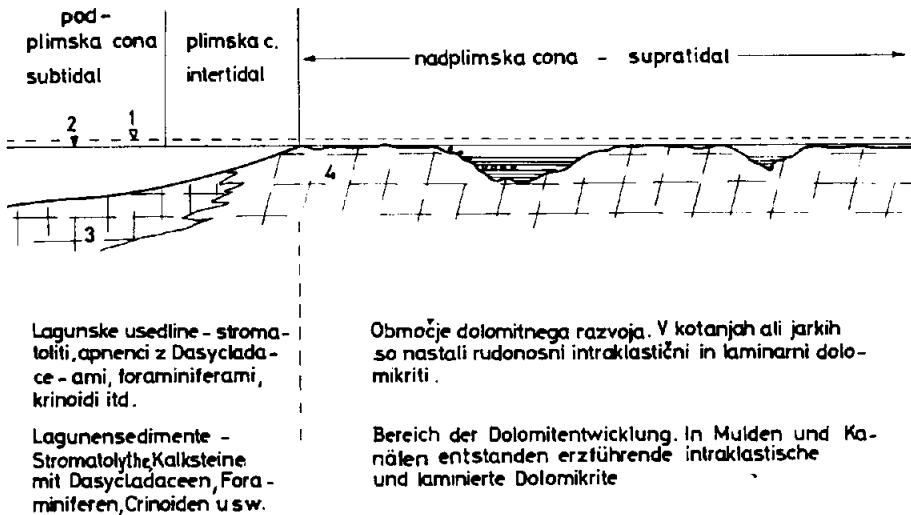 pod-
plimska cona
subtidal
plimska c.
intertidal
nadplimska cona - supratidal
2
1
4
3
Lagunske usedline - stroma-
toliti, apnenci z Dasyclada-
ce - ami, foraminiferami,
krinoidi itd.
Lagunensedimente -
Stromatolythe, Kalksteine
mit Dasycladaceen, Fora-
miniferen, Crinoiden usw.
Območje dolomitnega razvoja. V kotanjah ali jarkih
so nastali rudonosni intraklastični in laminarni dolo-
mikriti.
Bereich der Dolomitentwicklung. In Mulden und Ka-
nälen entstanden erzführende intraklastische
und laminierte Dolomikrite